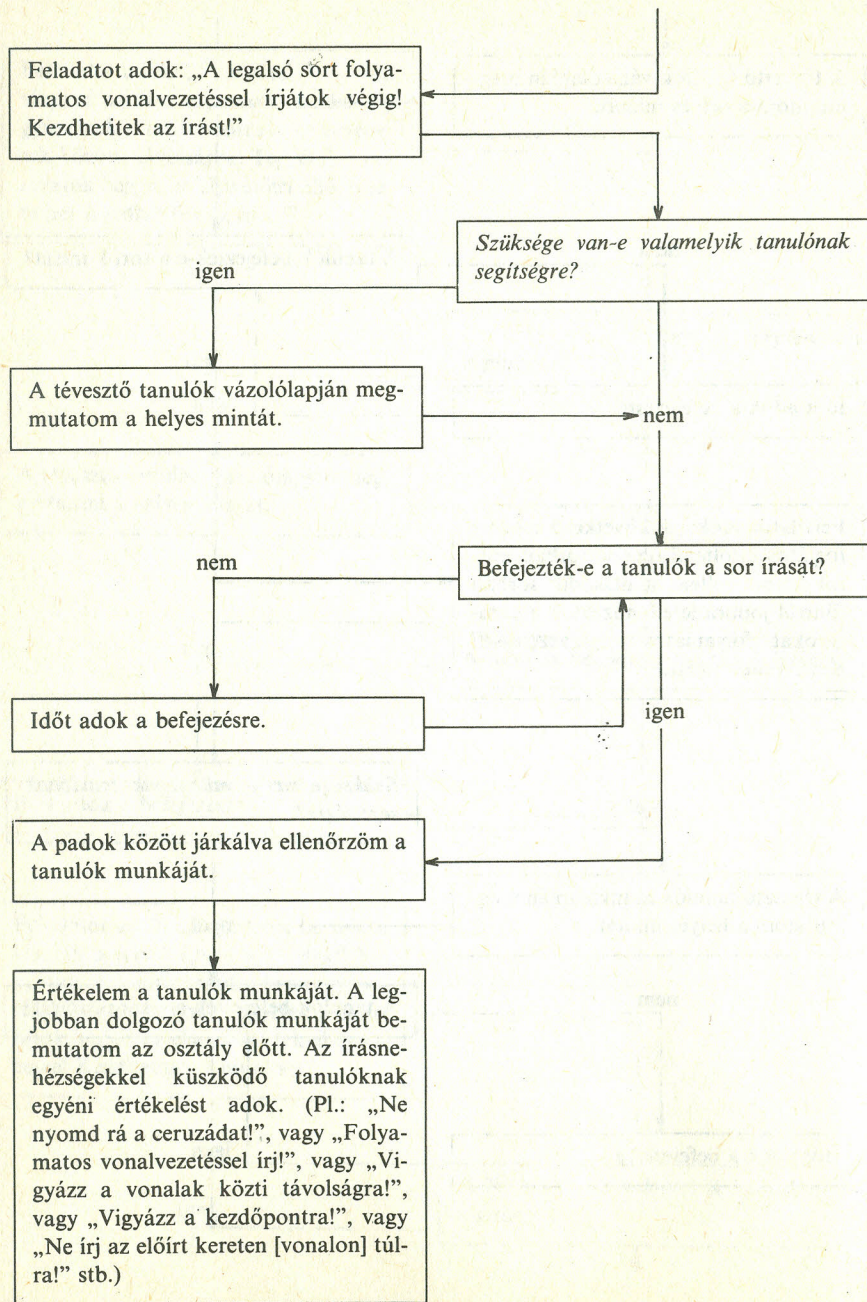 Feladatot adok: „A legalsó sort folya-
matos vonalvezetéssel írjátok végig!
Kezdhetitek az írást!”
Szüksége van-e valamelyik tanulónak
segítségre?
igen
A tévesztő tanulók vázolólapján meg-
mutatom a helyes mintát.
nem
Befejezték-e a tanulók a sor írását?
nem
Időt adok a befejezésre.
igen
A padok között járkálva ellenőrzöm a
tanulók munkáját.
Értékelem a tanulók munkáját. A leg-
jobban dolgozó tanulók munkáját be-
mutatom az osztály előtt. Az írásne-
hézségekkel küszködő tanulóknak
egyéni értékelést adok. (Pl.: „Ne
nyomd rá a ceruzádat!”, vagy „Folya-
matos vonalvezetéssel írj!”, vagy „Vi-
gyázz a vonalak közti távolságra!”,
vagy „Vigyázz a kezdőpontra!”, vagy
„Ne írj az előírt kereten [vonalon] túl-
ra!” stb.)